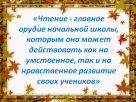 «Чтение - главное
орудие начальной школы,
которым она может
действовать как на
умственное, так и на
нравственное развитие
своих учеников»